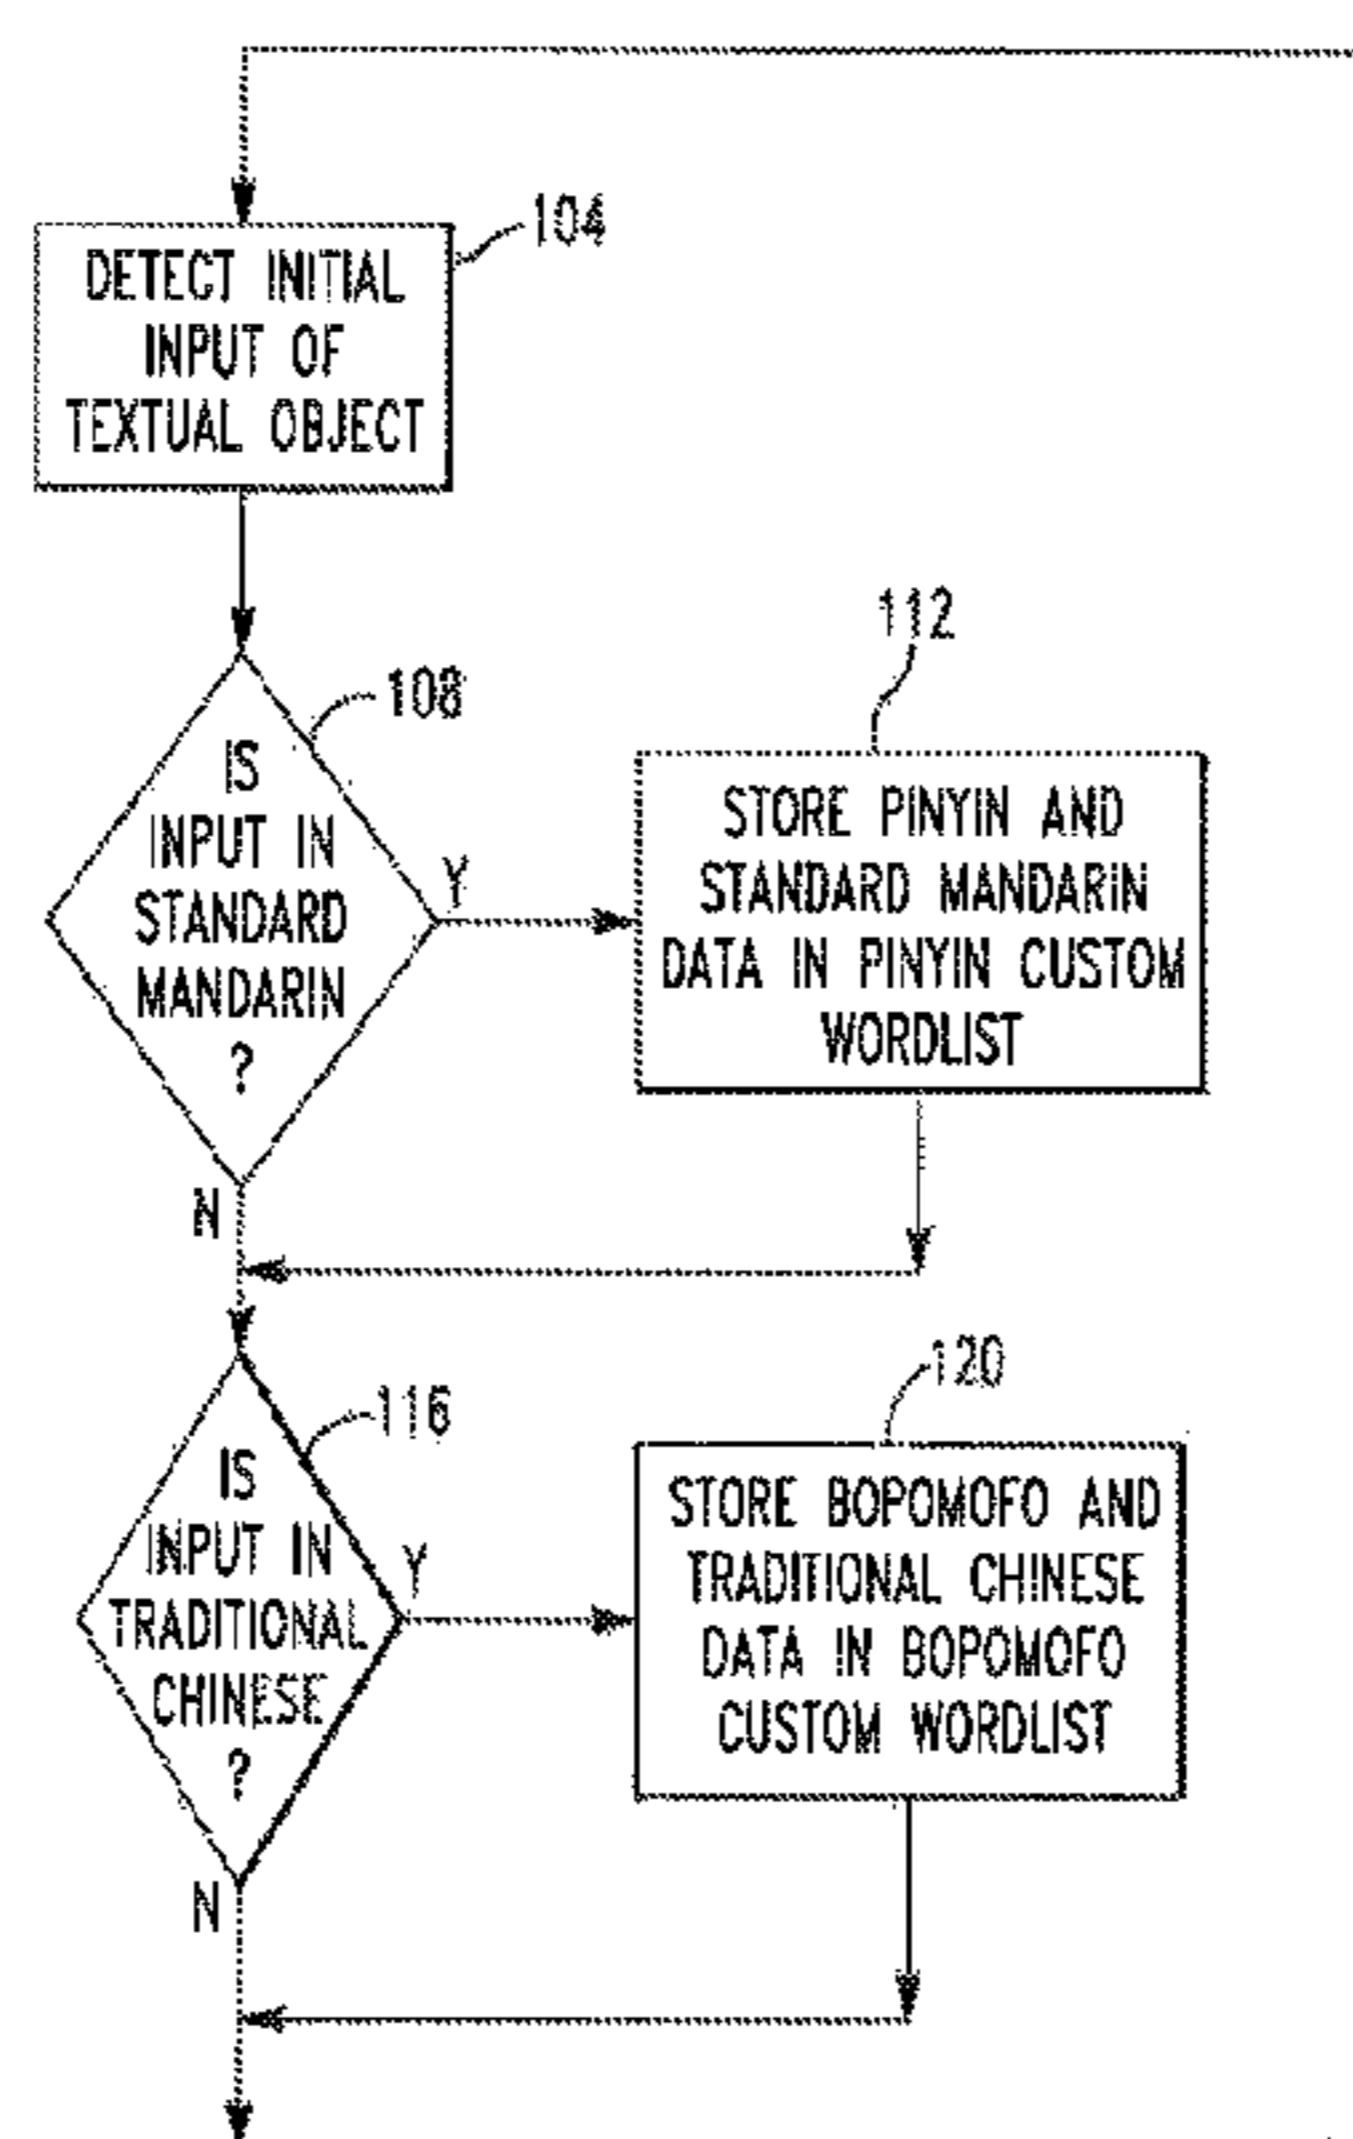 104
DETECT INITIAL
INPUT OF
TEXTUAL OBJECT
108
IS
INPUT IN
STANDARD
MANDARIN
?
Y
N
112
STORE PINYIN AND
STANDARD MANDARIN
DATA IN PINYIN CUSTOM
WORDLIST
116
IS
INPUT IN
TRADITIONAL
CHINESE
?
Y
N
120
STORE BOPOMOFO AND
TRADITIONAL CHINESE
DATA IN BOPOMOFO
CUSTOM WORDLIST